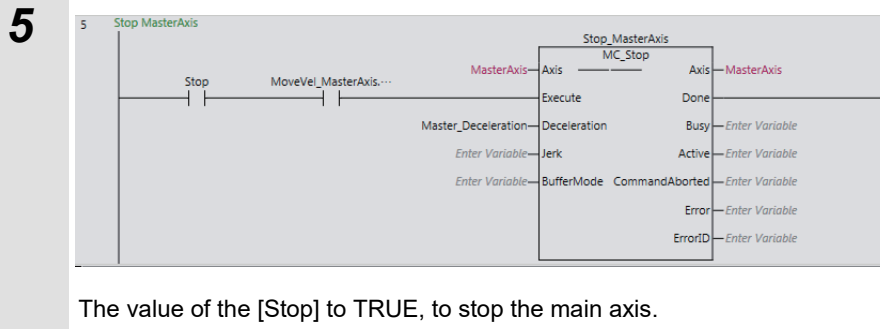 5
5 Stop MasterAxis
Stop_MasterAxis
MC_Stop
MasterAxis Axis Axis MasterAxis
Stop MoveVel_MasterAxis.···
Execute Done
Master_Deceleration Deceleration Busy Enter Variable
Enter Variable Jerk Active Enter Variable
Enter Variable BufferMode CommandAborted Enter Variable
Error Enter Variable
ErrorID Enter Variable
The value of the [Stop] to TRUE, to stop the main axis.